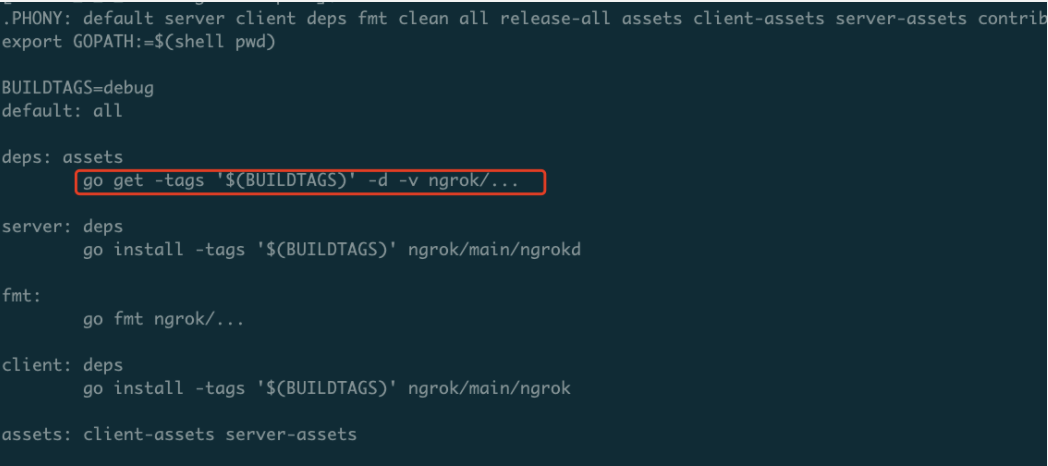 .PHONY: default server client deps fmt clean all release-all assets client-assets server-assets contrib
export GOPATH:=$(shell pwd)
BUILDTAGS=debug
default: all
deps: assets
go get -tags '$(BUILDTAGS)' -d -v ngrok/...
server: deps
go install -tags '$(BUILDTAGS)' ngrok/main/ngrokd
fmt:
go fmt ngrok/...
client: deps
go install -tags '$(BUILDTAGS)' ngrok/main/ngrok
assets: client-assets server-assets